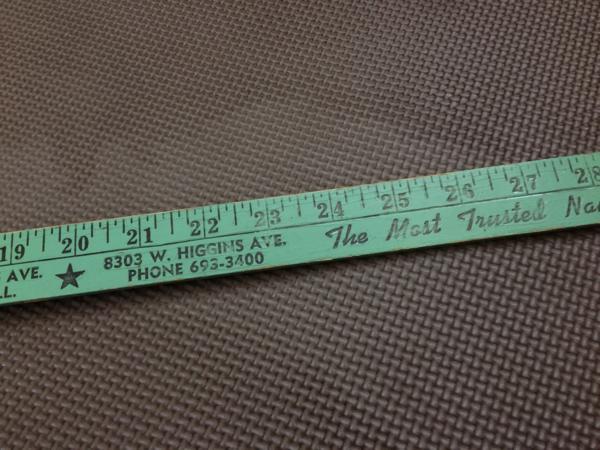 19 20 21 22 23 24 25 26 27 28
AVE.
8303 W. HIGGINS AVE.
PHONE 693-3400
The Most Trusted